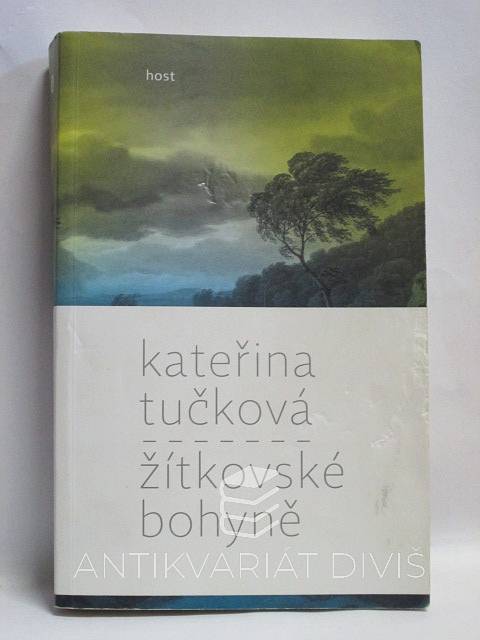 host
kateřina
tučková
žítkovské
bohyně
ANTIKVARIÁT DIVIŠ